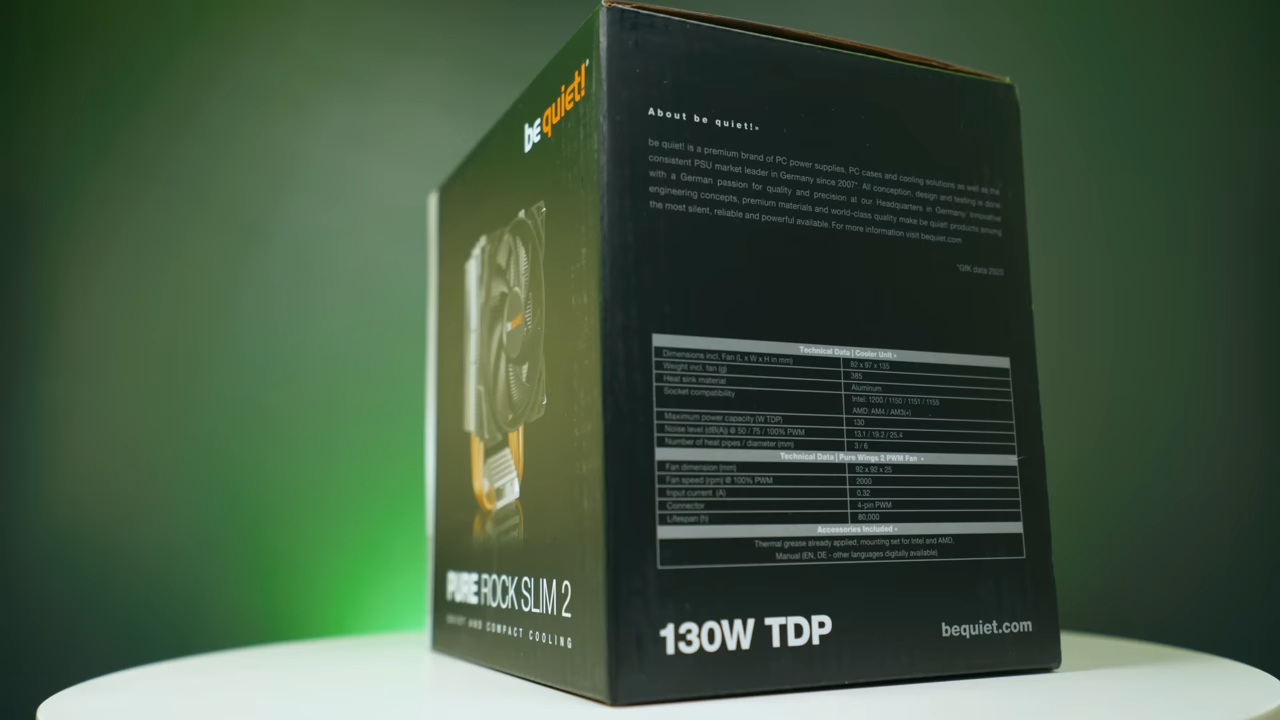 be quiet!®
be quiet!
PURE ROCK SLIM 2
QUIET AND COMPACT COOLING
About be quiet!»
be quiet! is a premium brand of PC power supplies, PC cases and cooling solutions as well as the
consistent PSU market leader in Germany since 2007*. All conception, design and testing is done
with a German passion for quality and precision at our Headquarters in Germany. Innovative
engineering concepts, premium materials and world-class quality make be quiet! products among
the most silent, reliable and powerful available. For more information visit bequiet.com
*GfK data 2020
Technical Data | Cooler Unit »
Dimensions incl. Fan (L x W x H in mm) 92 x 97 x 135
Weight incl. fan (g) 385
Heat sink material Aluminum
Socket compatibility Intel: 1200 / 1150 / 1151 / 1155
AMD: AM4 / AM3(+)
Maximum power capacity (W TDP) 130
Noise level (dB(A)) @ 50 / 75 / 100% PWM 13.1 / 19.2 / 25.4
Number of heat pipes / diameter (mm) 3 / 6
Technical Data | Pure Wings 2 PWM Fan »
Fan dimension (mm) 92 x 92 x 25
Fan speed (rpm) @ 100% PWM 2000
Input current (A) 0.32
Connector 4-pin PWM
Lifespan (h) 80,000
Accessories Included »
Thermal grease already applied, mounting set for Intel and AMD,
Manual (EN, DE - other languages digitally available)
130W TDP
bequiet.com